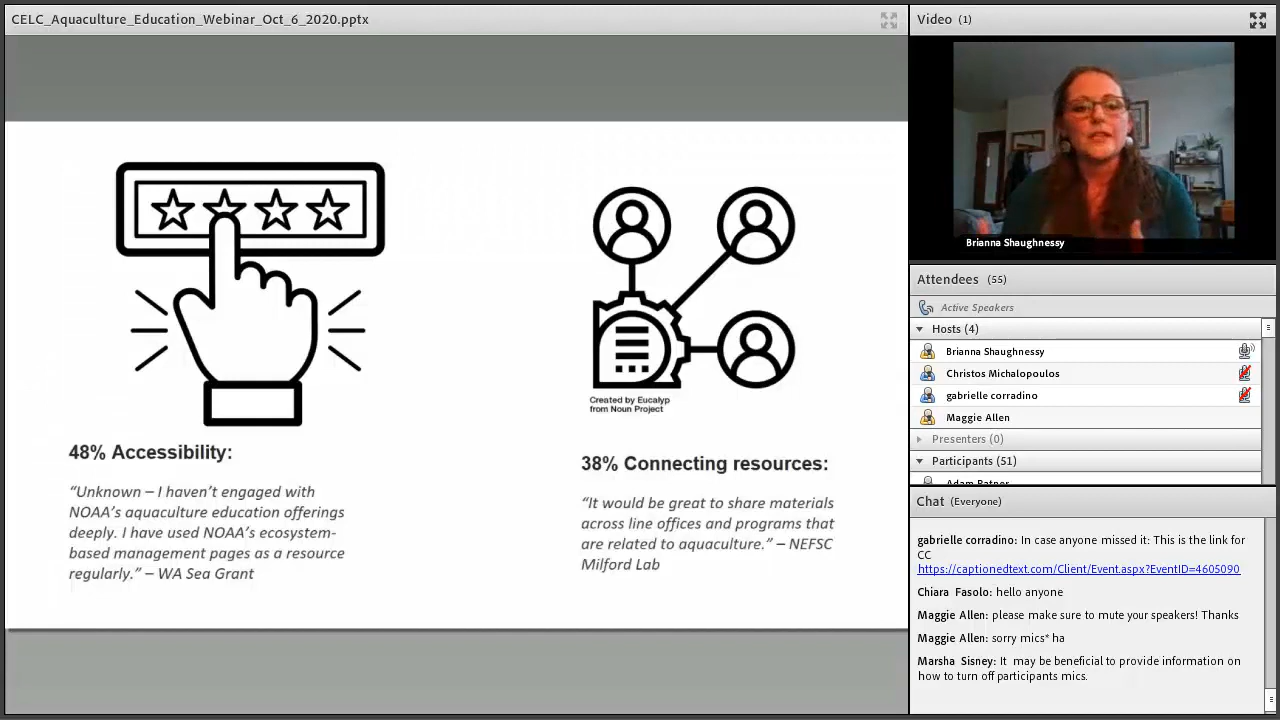 CELC_Aquaculture_Education_Webinar_Oct_6_2020.pptx
Created by Eucalyp
from Noun Project
48% Accessibility:
“Unknown – I haven’t engaged with
NOAA’s aquaculture education offerings
deeply. I have used NOAA’s ecosystem-
based management pages as a resource
regularly.” – WA Sea Grant
38% Connecting resources:
“It would be great to share materials
across line offices and programs that
are related to aquaculture.” – NEFSC
Milford Lab
Video (1)
Brianna Shaughnessy
Attendees (55)
Active Speakers
Hosts (4)
Brianna Shaughnessy
Christos Michalopoulos
gabrielle corradino
Maggie Allen
Presenters (0)
Participants (51)
Adam Ratner
Chat (Everyone)
gabrielle corradino: In case anyone missed it: This is the link for
CC
https://captionedtext.com/Client/Event.aspx?EventID=4605090
Chiara Fasolo: hello anyone
Maggie Allen: please make sure to mute your speakers! Thanks
Maggie Allen: sorry mics* ha
Marsha Sisney: It may be beneficial to provide information on
how to turn off participants mics.